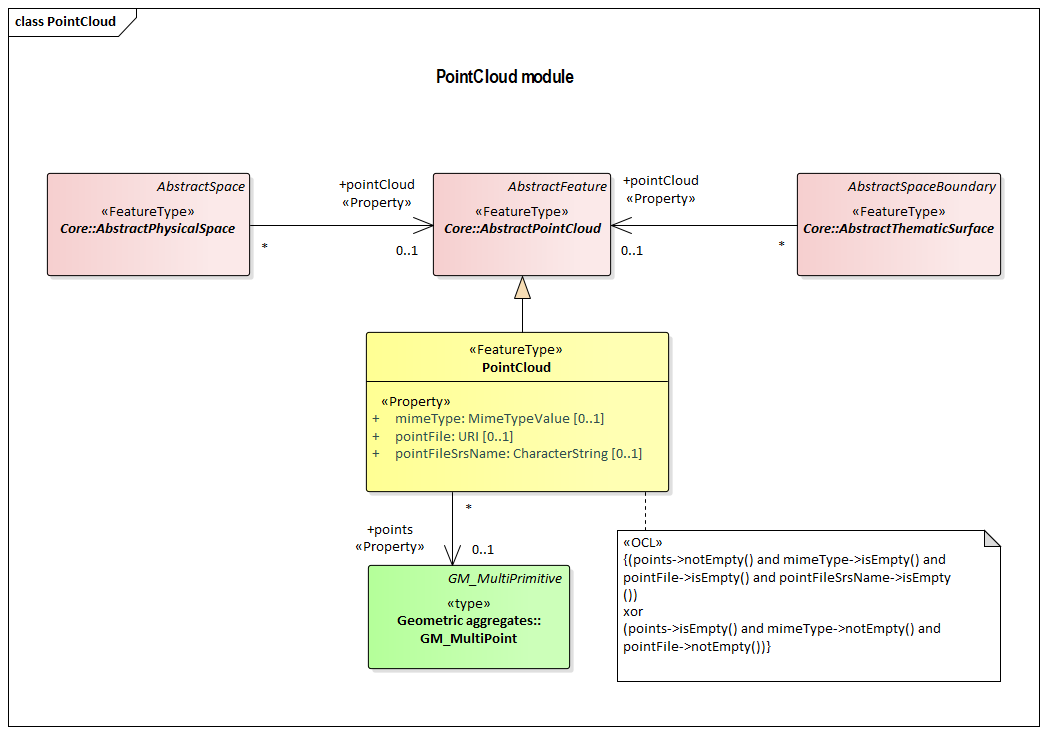 class PointCloud
PointCloud module
AbstractSpace
«FeatureType»
Core::AbstractPhysicalSpace
+pointCloud
«Property»
*
0..1
AbstractFeature
«FeatureType»
Core::AbstractPointCloud
+pointCloud
«Property»
0..1
*
AbstractSpaceBoundary
«FeatureType»
Core::AbstractThematicSurface
«FeatureType»
PointCloud
«Property»
+ mimeType: MimeTypeValue [0..1]
+ pointFile: URI [0..1]
+ pointFileSrsName: CharacterString [0..1]
*
+points
«Property»
0..1
GM_MultiPrimitive
«type»
Geometric aggregates::
GM_MultiPoint
«OCL»
{(points->notEmpty() and mimeType->isEmpty() and
pointFile->isEmpty() and pointFileSrsName->isEmpty
())
xor
(points->isEmpty() and mimeType->notEmpty() and
pointFile->notEmpty())}